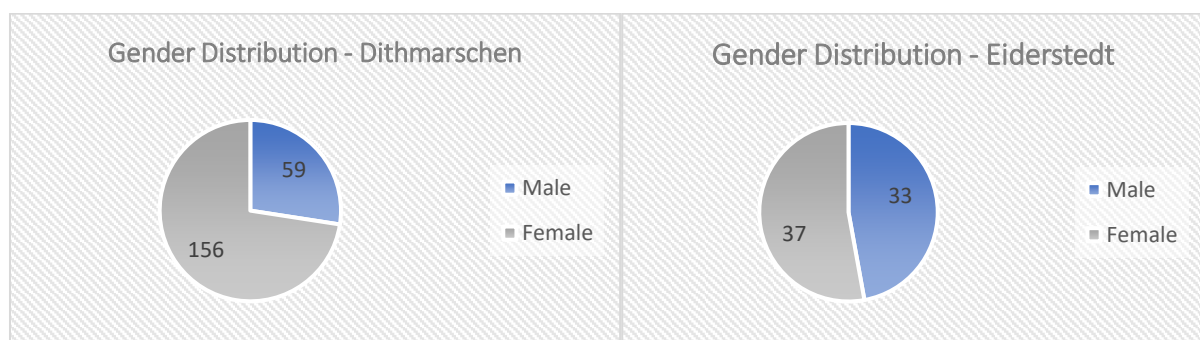 Gender Distribution - Dithmarschen
59
156
Male
Female
Gender Distribution - Eiderstedt
33
37
Male
Female